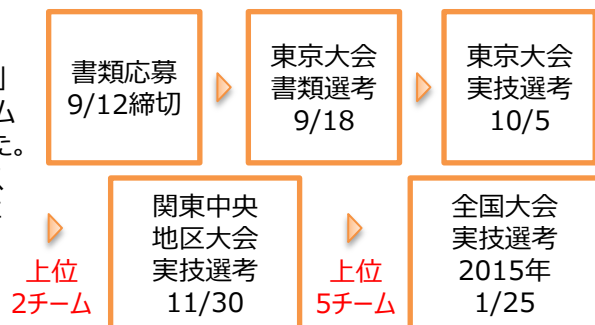 書類応募
9/12締切
東京大会
書類選考
9/18
東京大会
実技選考
10/5
ム
た。
上位
2チーム
関東中央
地区大会
実技選考
11/30
上位
5チーム
全国大会
実技選考
2015年
1/25